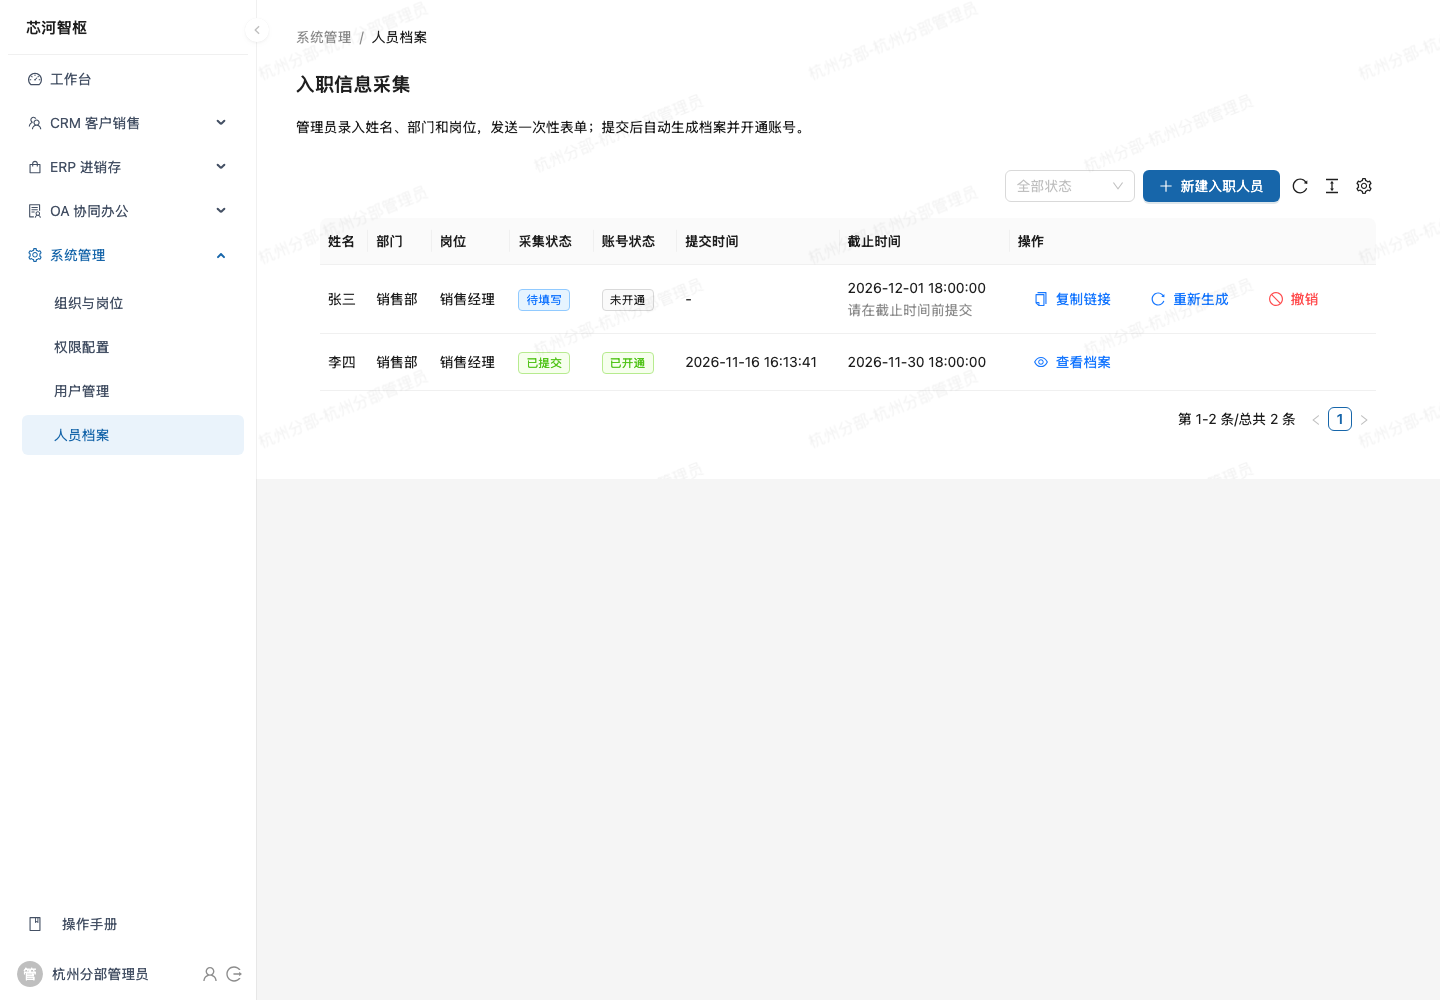 芯河智枢
工作台
CRM 客户销售
ERP 进销存
OA 协同办公
系统管理
组织与岗位
权限配置
用户管理
人员档案
操作手册
管 杭州分部管理员
系统管理 / 人员档案
入职信息采集
管理员录入姓名、部门和岗位，发送一次性表单；提交后自动生成档案并开通账号。
全部状态 新建入职人员
姓名 部门 岗位 采集状态 账号状态 提交时间 截止时间 操作
张三 销售部 销售经理 待填写 未开通 - 2026-12-01 18:00:00 复制链接 重新生成 撤销
请在截止时间前提交
李四 销售部 销售经理 已提交 已开通 2026-11-16 16:13:41 2026-11-30 18:00:00 查看档案
第 1-2 条/总共 2 条 1
杭州分部-杭州分部管理员